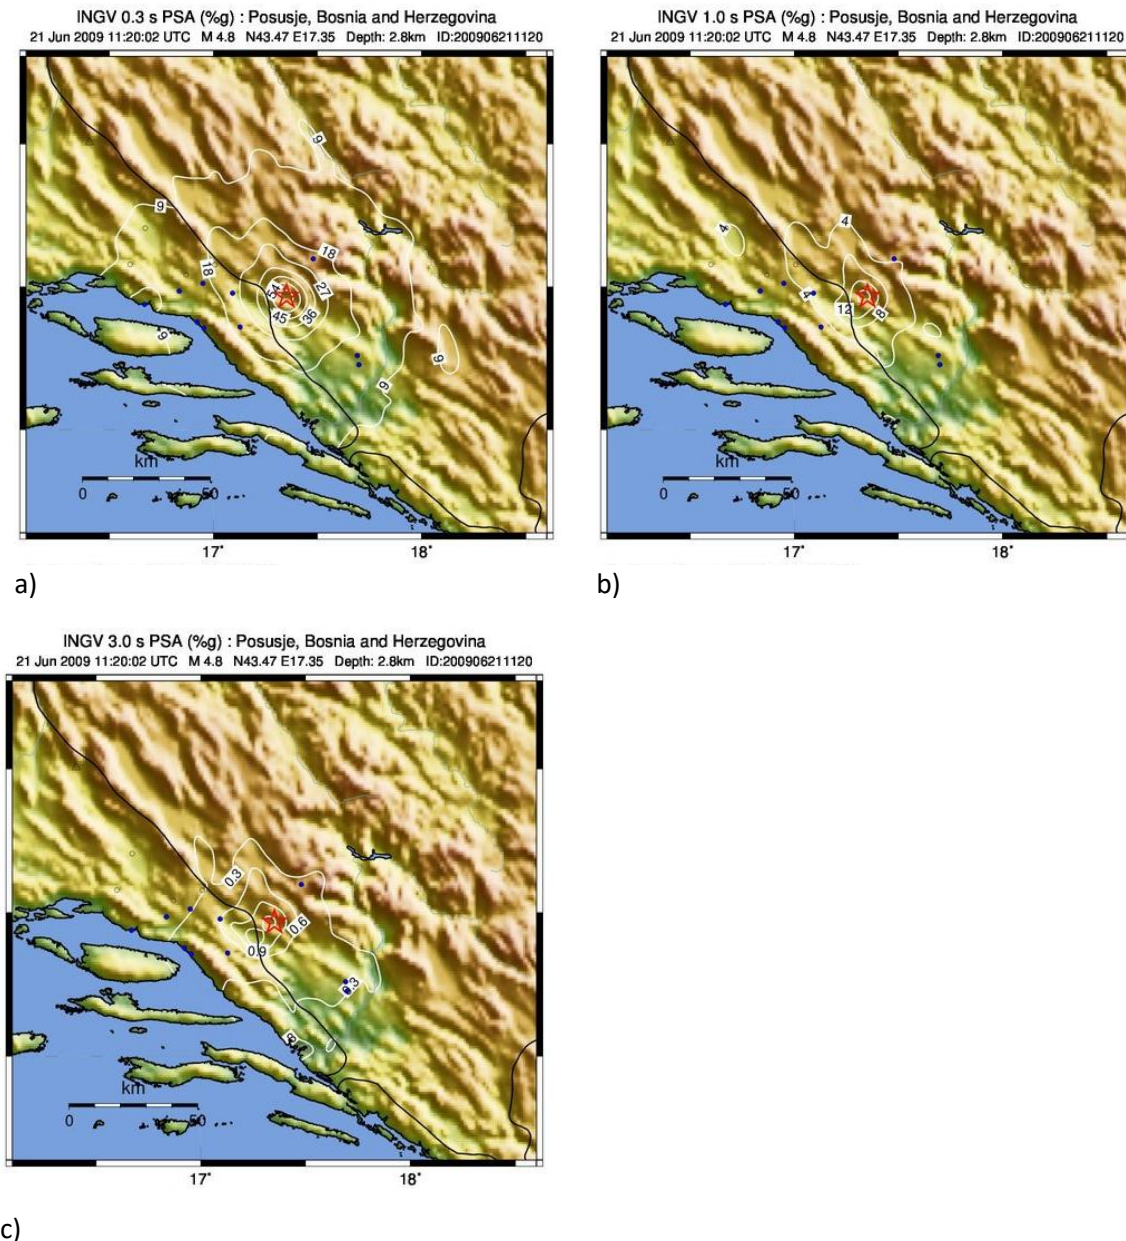 INGV 0.3 s PSA (%g) : Posusje, Bosnia and Herzegovina
21 Jun 2009 11:20:02 UTC M 4.8 N43.47 E17.35 Depth: 2.8km ID:200906211120
9
9
18
18
54
27
45
36
9
9
9
km
0 50
17° 18°
a)
INGV 1.0 s PSA (%g) : Posusje, Bosnia and Herzegovina
21 Jun 2009 11:20:02 UTC M 4.8 N43.47 E17.35 Depth: 2.8km ID:200906211120
4
4
4
12
8
km
0 50
17° 18°
b)
INGV 3.0 s PSA (%g) : Posusje, Bosnia and Herzegovina
21 Jun 2009 11:20:02 UTC M 4.8 N43.47 E17.35 Depth: 2.8km ID:200906211120
0.3
0.6
0.9
km
0 50
17° 18°
c)